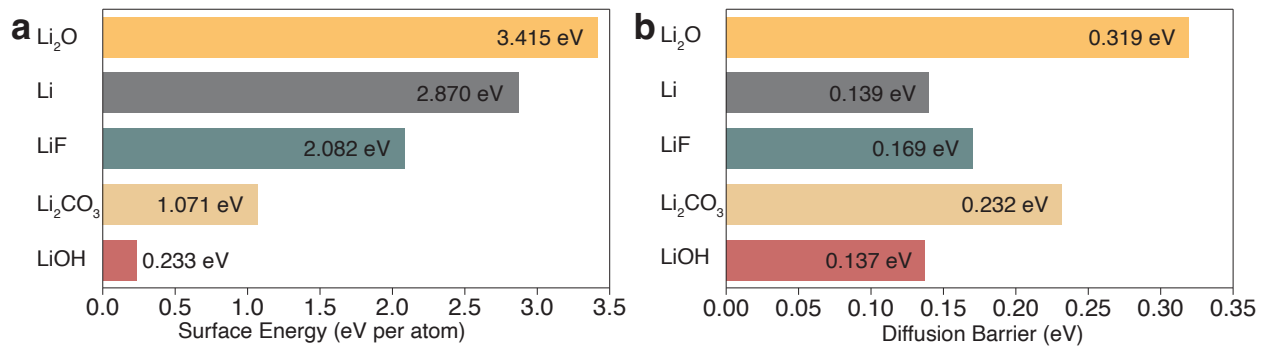 a
Li₂O
3.415 eV
Li
2.870 eV
LiF
2.082 eV
Li₂CO₃
1.071 eV
LiOH
0.233 eV
0.0 0.5 1.0 1.5 2.0 2.5 3.0 3.5
Surface Energy (eV per atom)
b
Li₂O
0.319 eV
Li
0.139 eV
LiF
0.169 eV
Li₂CO₃
0.232 eV
LiOH
0.137 eV
0.00 0.05 0.10 0.15 0.20 0.25 0.30 0.35
Diffusion Barrier (eV)